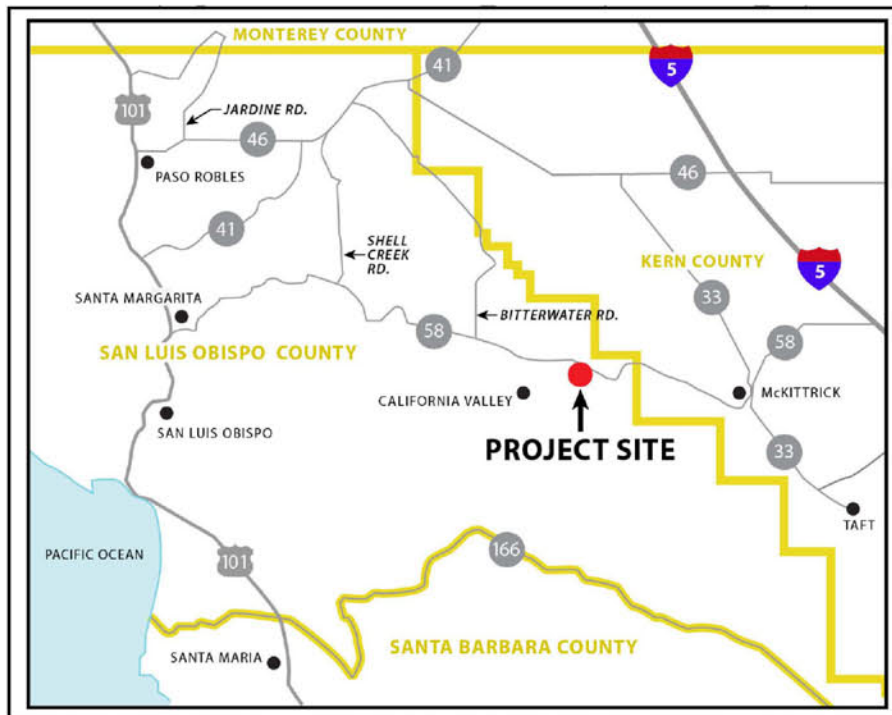 MONTEREY COUNTY
41
5
101
JARDINE RD.
46
PASO ROBLES
46
41
SHELL
CREEK
RD.
KERN COUNTY
5
SANTA MARGARITA
33
BITTERWATER RD.
58
58
SAN LUIS OBISPO COUNTY
CALIFORNIA VALLEY
McKITTRICK
SAN LUIS OBISPO
PROJECT SITE
33
TAFT
PACIFIC OCEAN
101
166
SANTA BARBARA COUNTY
SANTA MARIA